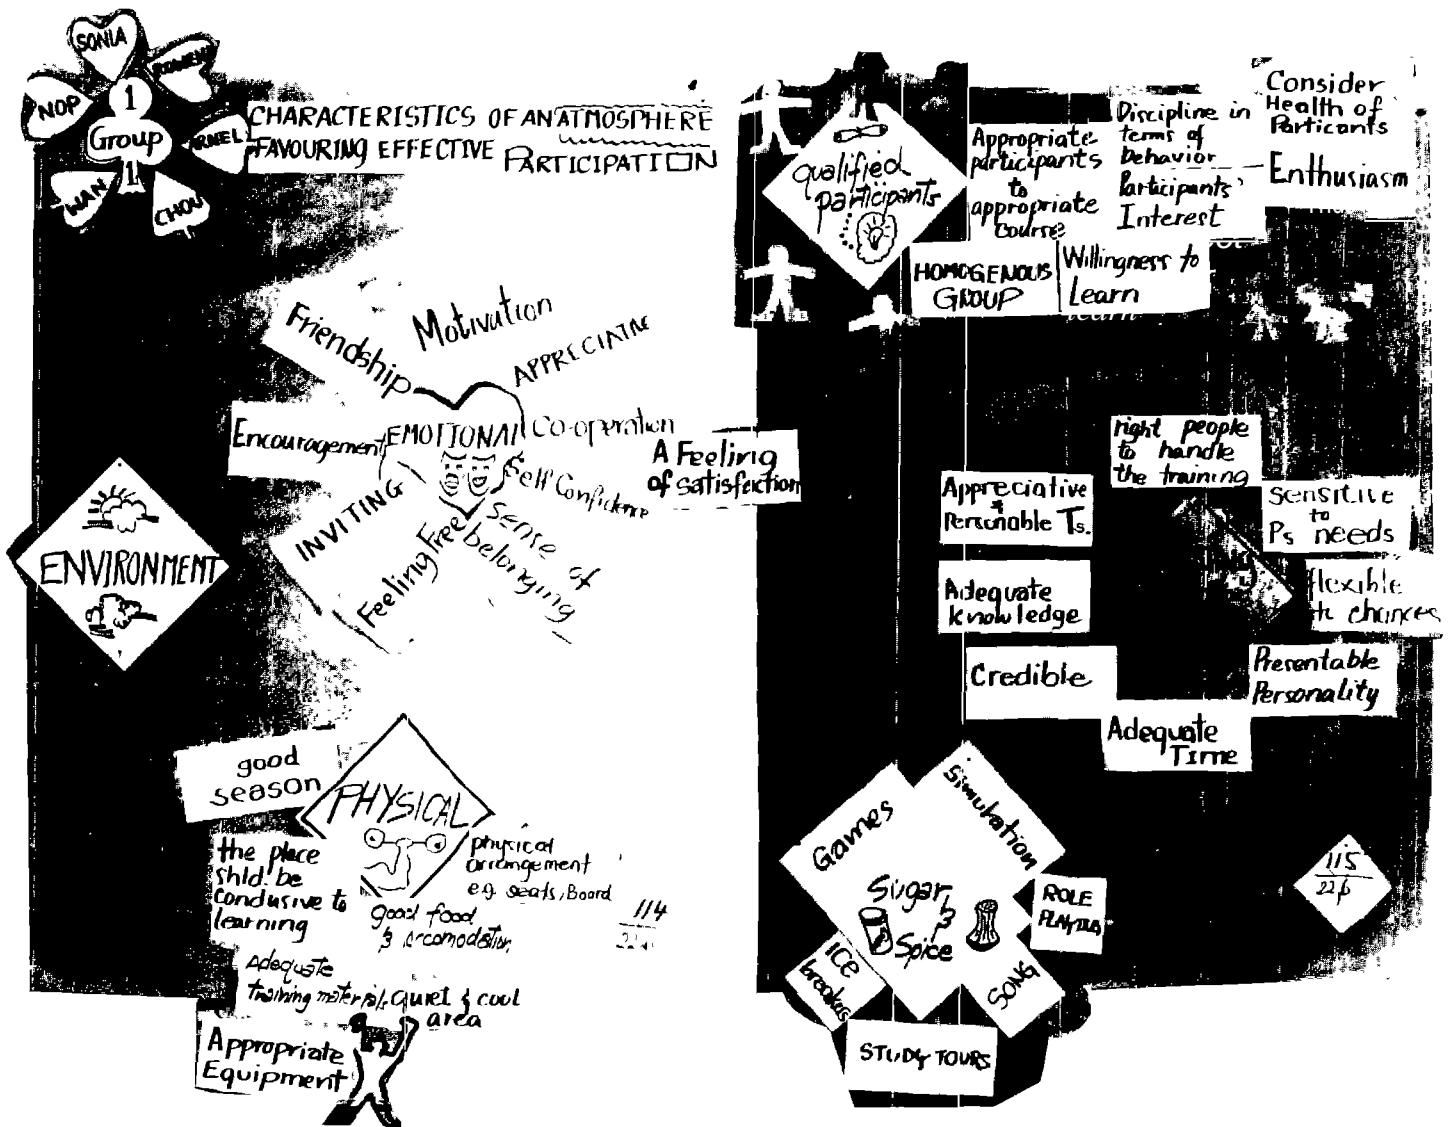 SONIA
NOP
1
Group
1
WAN
CHOU
CHARACTERISTICS OF AN ATMOSPHERE
FAVOURING EFFECTIVE PARTICIPATION
Friendship
Motivation
APPRECIATIVE
Encouragement
EMOTIONAL
Co-operation
Self Confidence
A Feeling
of satisfaction
INVITING
Feeling Free
sense of
belonging
ENVIRONMENT
good
season
PHYSICAL
the place
shld. be
condusive to
learning
physical
arrangement
e.g. seats, Board
good food
& accomodation
114
Adequate
training materials
quiet & cool
area
Appropriate
Equipment
qualified
participants
Appropriate
participants
to
appropriate
course
Discipline in
terms of
behavior
Participants'
Interest
Consider
Health of
Particants
Enthusiasm
HOMOGENOUS
GROUP
Willingness to
Learn
right people
to handle
the training
Appreciative
&
Personable Ts.
sensitive
to
Ps needs
Adequate
knowledge
flexible
to changes
Credible
Presentable
Personality
Adequate
Time
Games
Simulation
Sugar
&
Spice
ROLE
PLAYING
ICE
breakers
SONG
STUDY TOURS
115